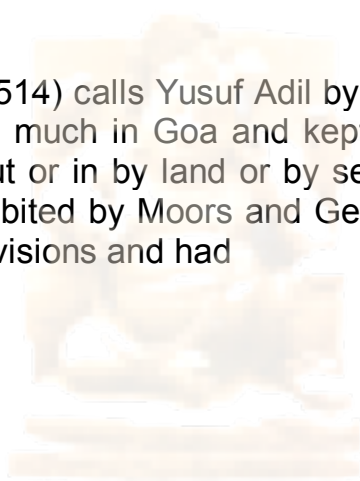 514) calls Yusuf Adil by
much in Goa and kept
or in by land or by se
bited by Moors and Ge
visions and had